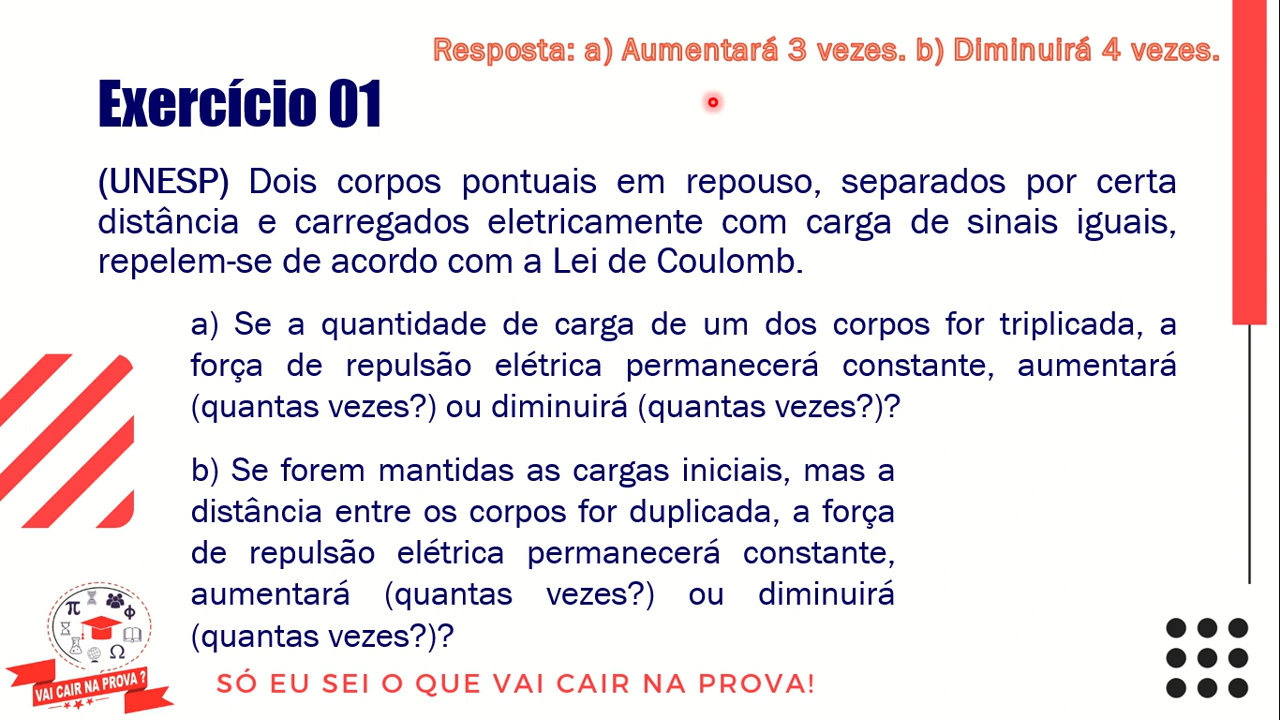 Resposta: a) Aumentará 3 vezes. b) Diminuirá 4 vezes.
Exercício 01
(UNESP) Dois corpos pontuais em repouso, separados por certa
distância e carregados eletricamente com carga de sinais iguais,
repelem-se de acordo com a Lei de Coulomb.
a) Se a quantidade de carga de um dos corpos for triplicada, a
força de repulsão elétrica permanecerá constante, aumentará
(quantas vezes?) ou diminuirá (quantas vezes?)?
b) Se forem mantidas as cargas iniciais, mas a
distância entre os corpos for duplicada, a força
de repulsão elétrica permanecerá constante,
aumentará (quantas vezes?) ou diminuirá
(quantas vezes?)?
π
Φ
Ω
VAI CAIR NA PROVA ?
SÓ EU SEI O QUE VAI CAIR NA PROVA!